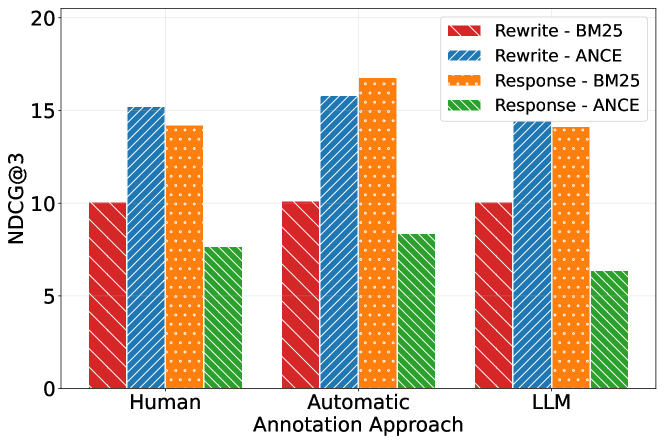 20
15
10
5
0
NDCG@3
Rewrite - BM25
Rewrite - ANCE
Response - BM25
Response - ANCE
Human
Automatic
LLM
Annotation Approach